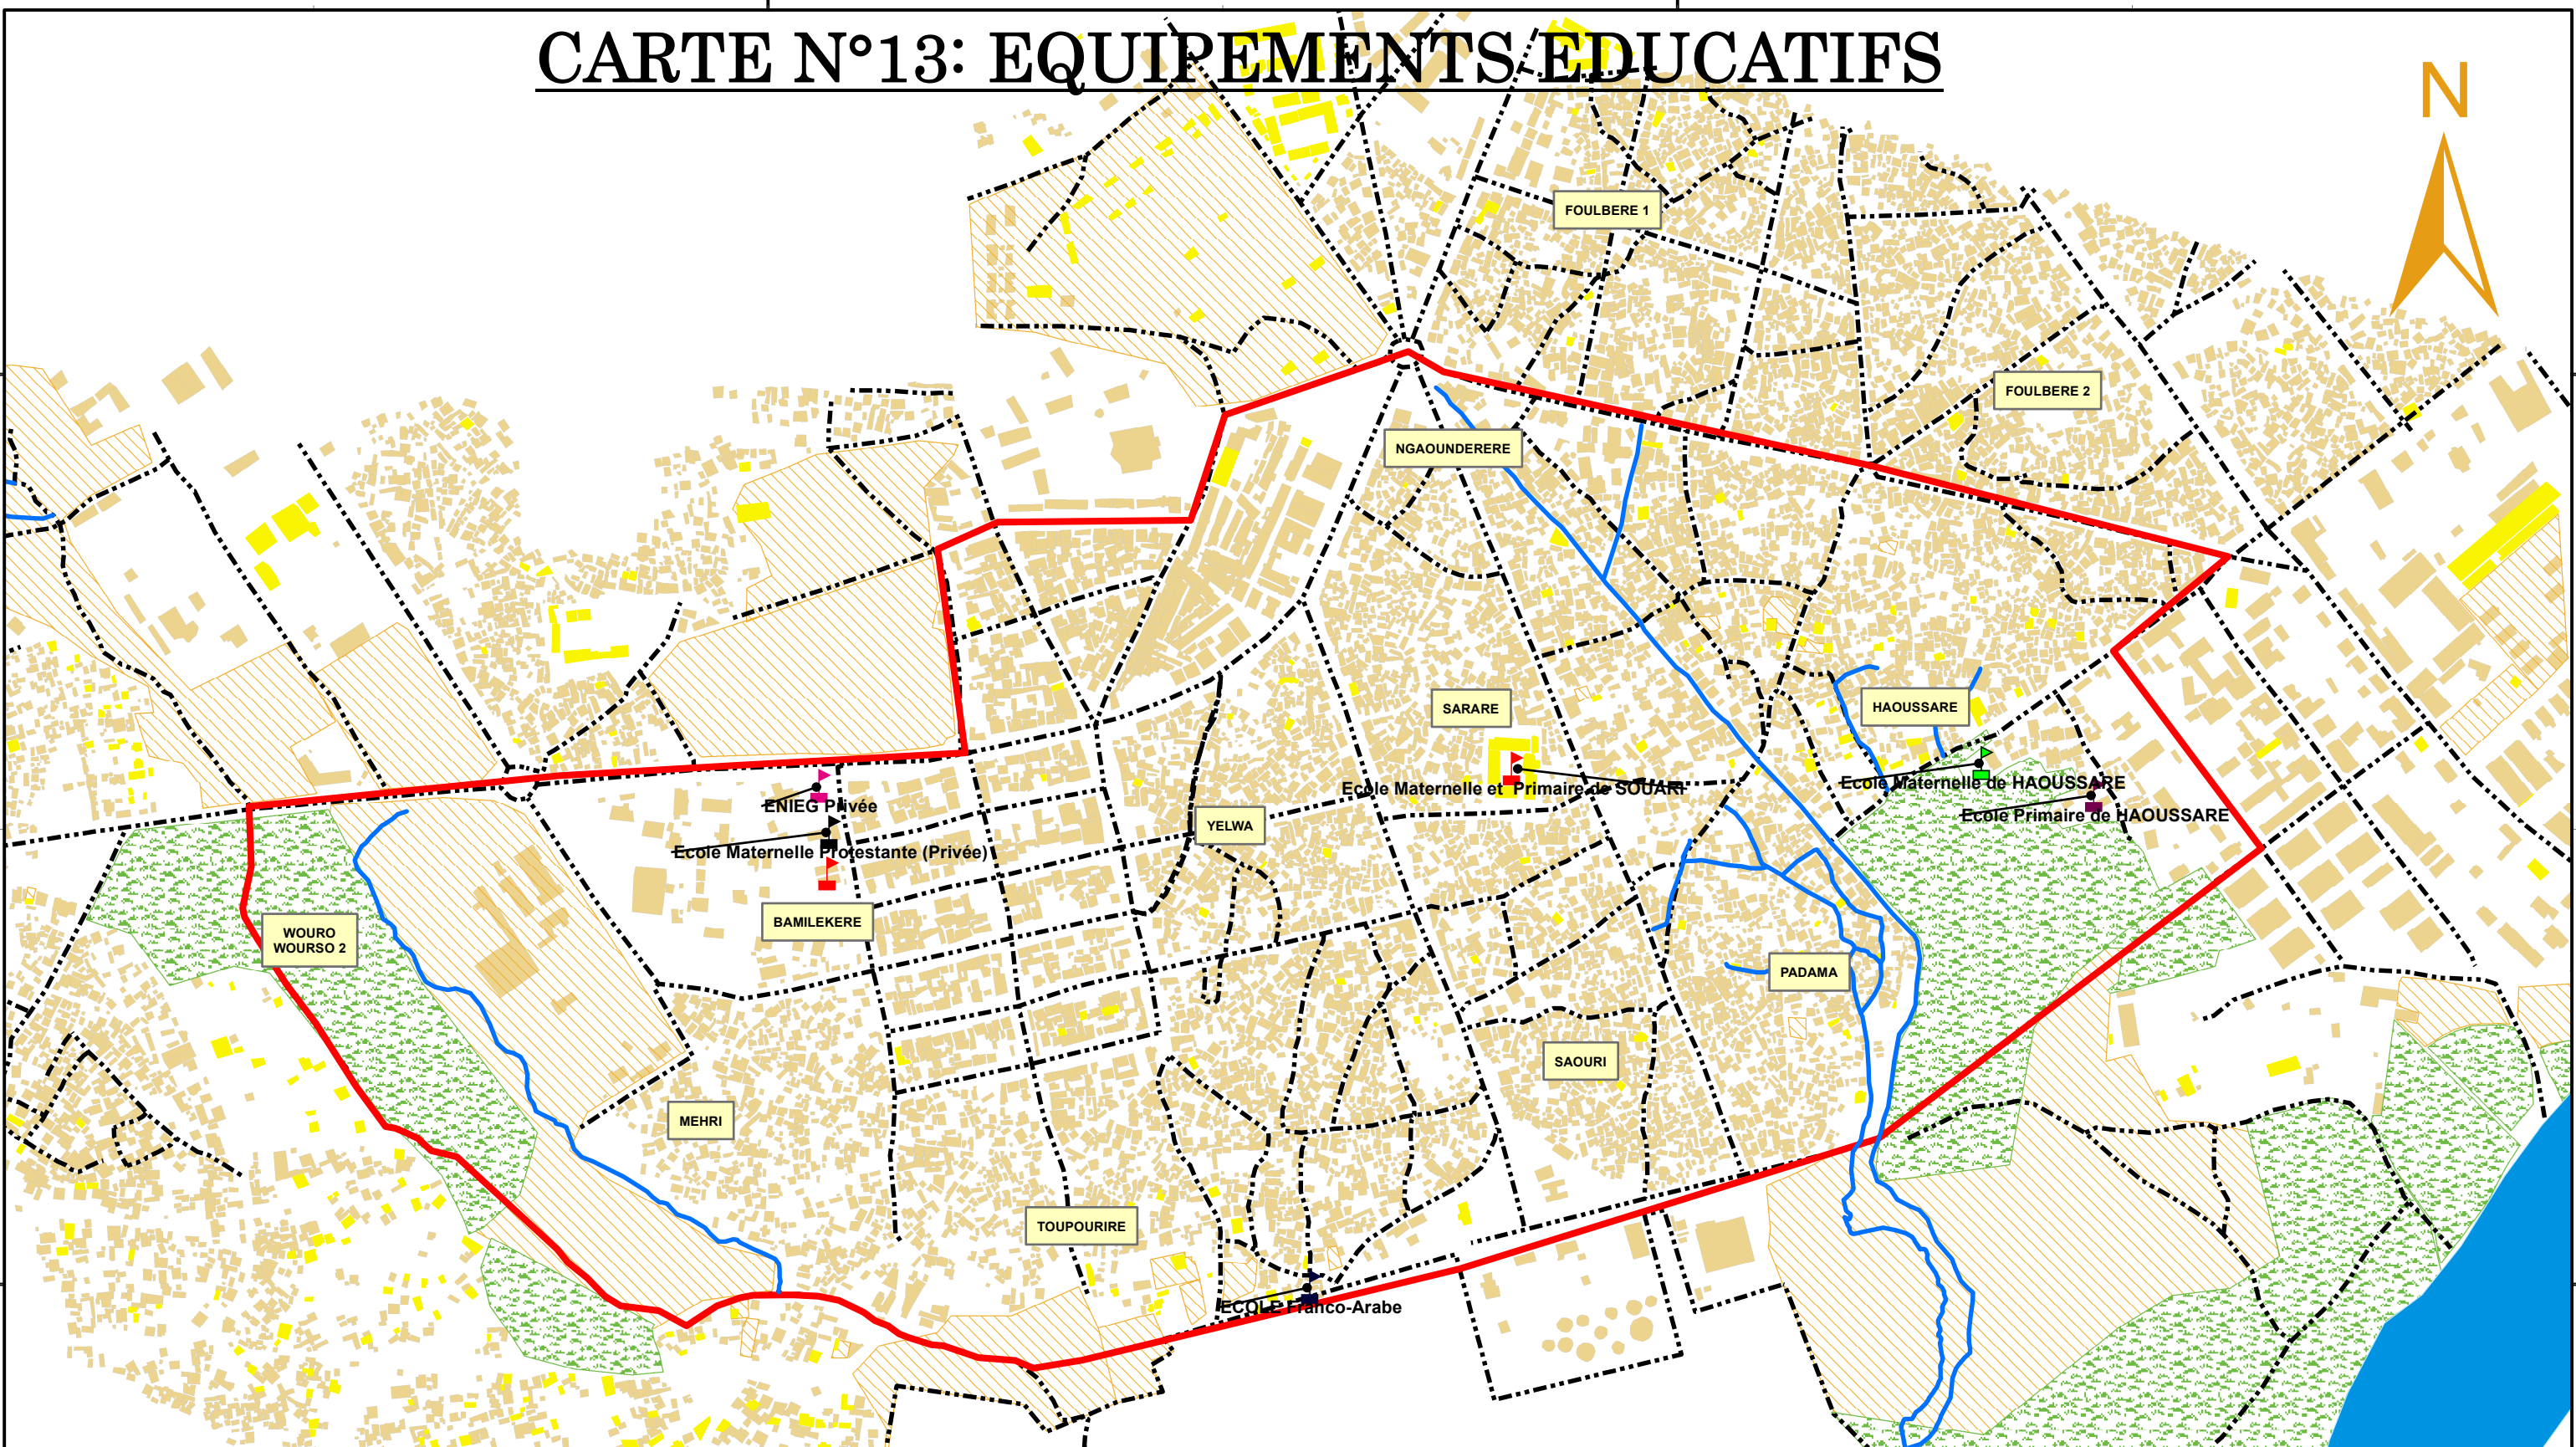 CARTE N°13: EQUIPEMENTS EDUCATIFS
N
FOULBERE 1
FOULBERE 2
NGAOUNDERERE
SARARE
HAOUSSARE
Ecole Maternelle et Primaire de SOUARI
Ecole Maternelle de HAOUSSARE
Ecole Primaire de HAOUSSARE
ENIEG Privée
YELWA
Ecole Maternelle Protestante (Privée)
BAMILEKERE
WOURO
WOURSO 2
PADAMA
SAOURI
MEHRI
TOUPOURIRE
ECOLE Franco-Arabe